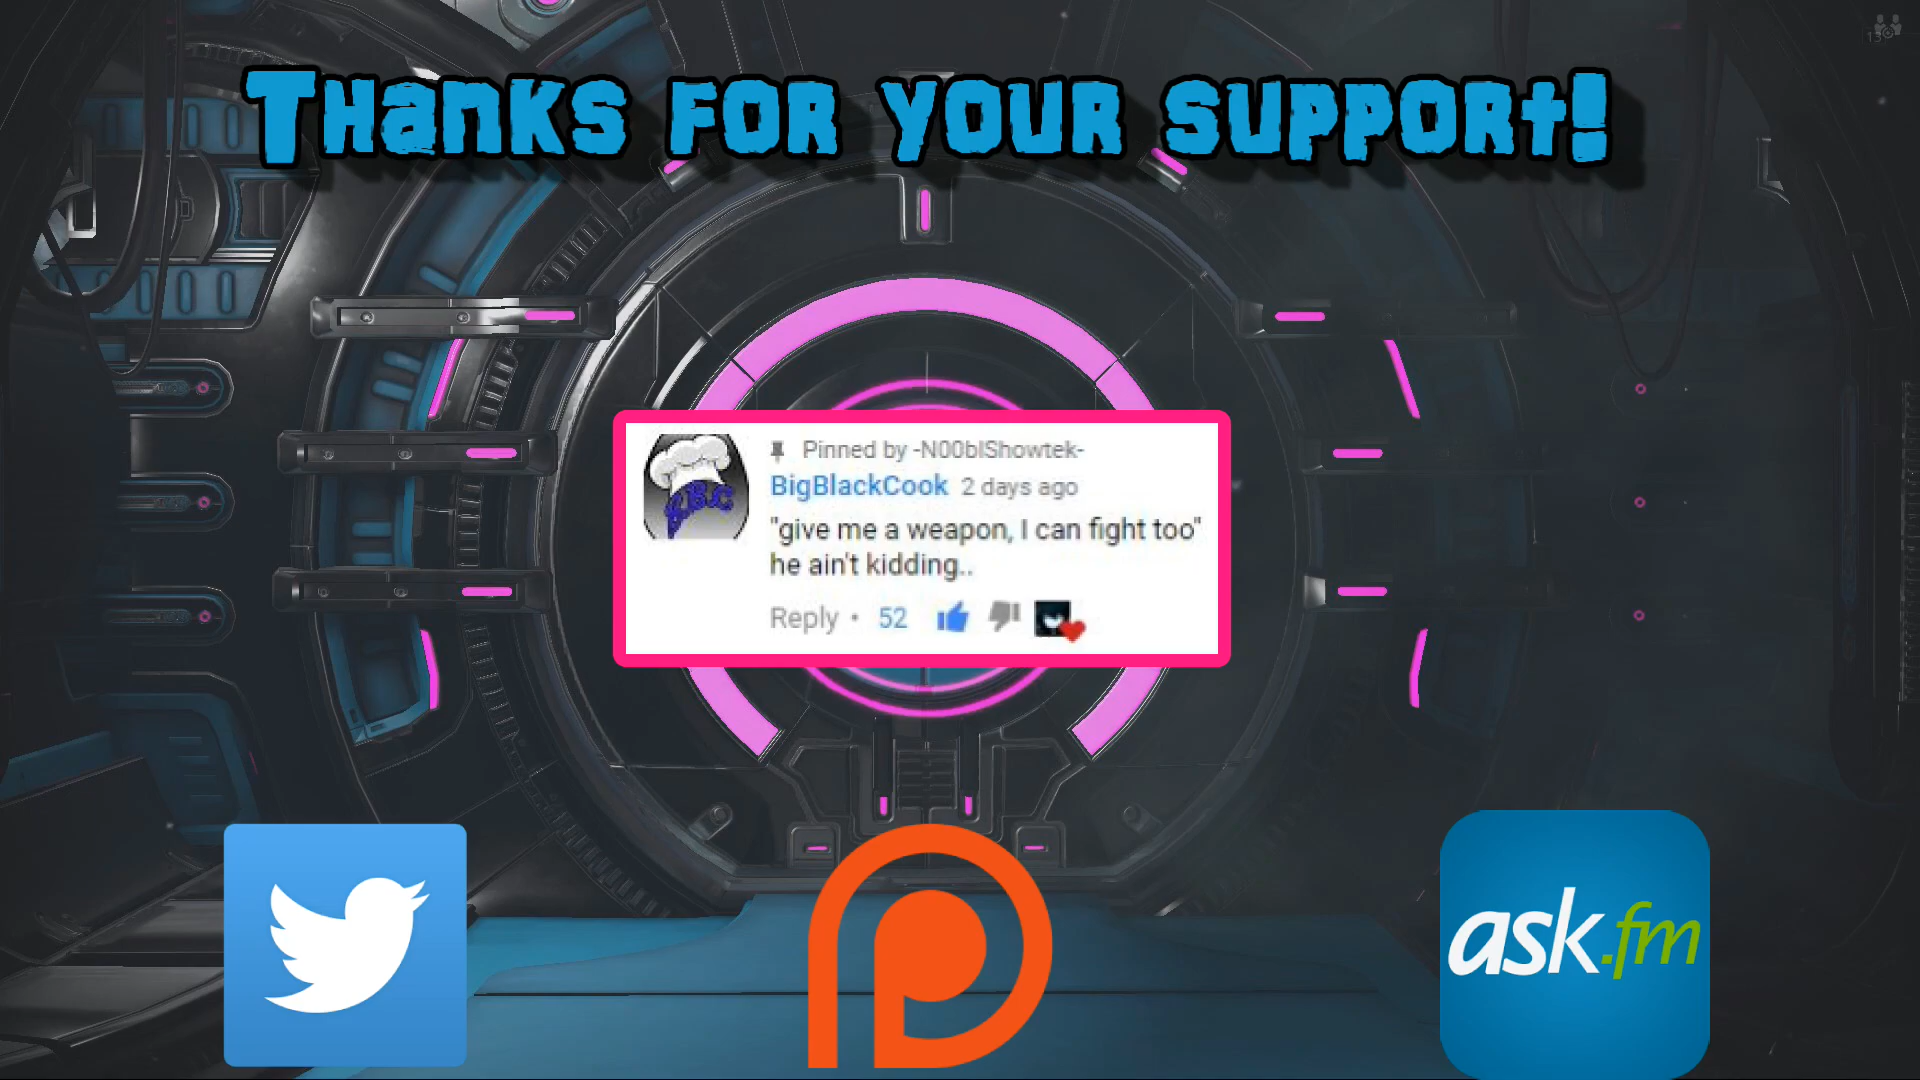 Thanks for your support!
Pinned by -N00blShowtek-
BigBlackCook 2 days ago
"give me a weapon, I can fight too"
he ain't kidding..
Reply • 52
B.B.C
ask.fm